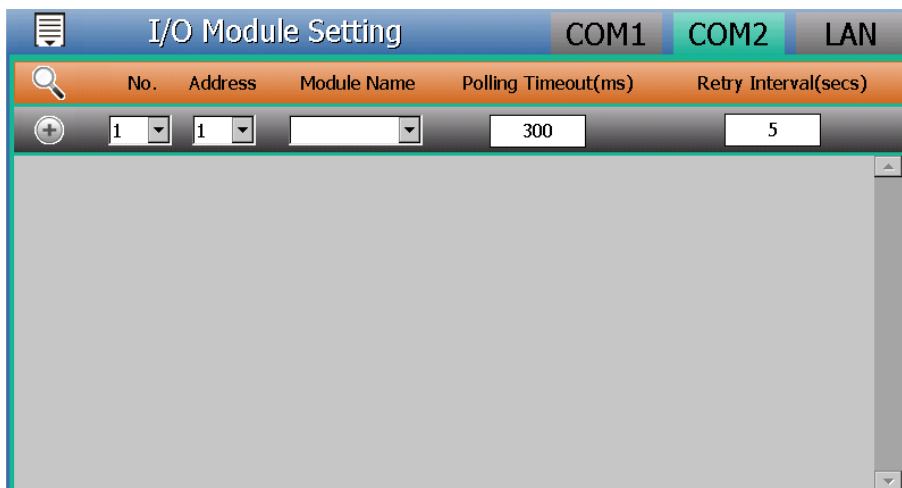 I/O Module Setting COM1 COM2 LAN
No. Address Module Name Polling Timeout(ms) Retry Interval(secs)
1 1 300 5